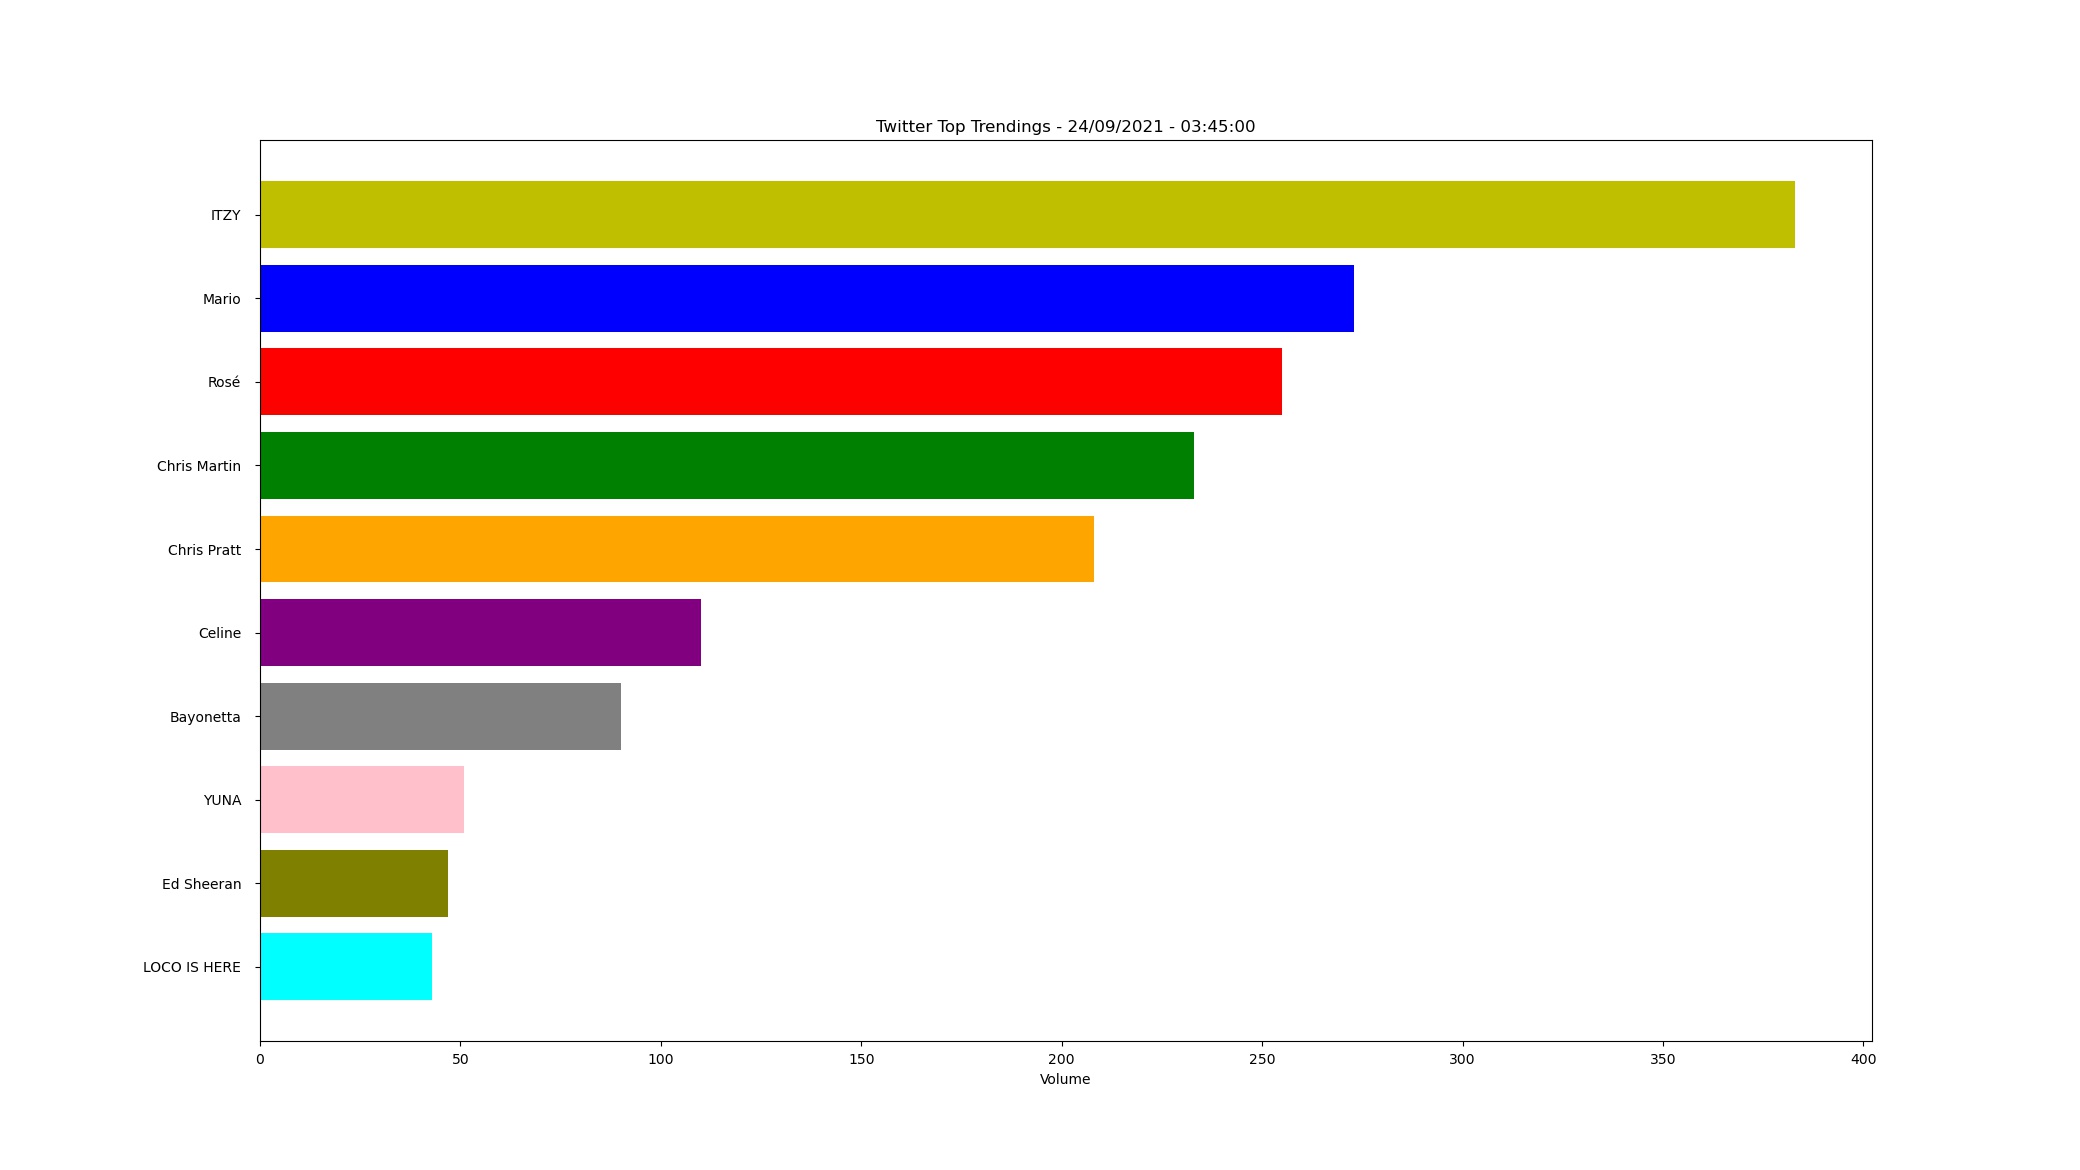 Twitter Top Trendings - 24/09/2021 - 03:45:00
ITZY
Mario
Rosé
Chris Martin
Chris Pratt
Celine
Bayonetta
YUNA
Ed Sheeran
LOCO IS HERE
0 50 100 150 200 250 300 350 400
Volume